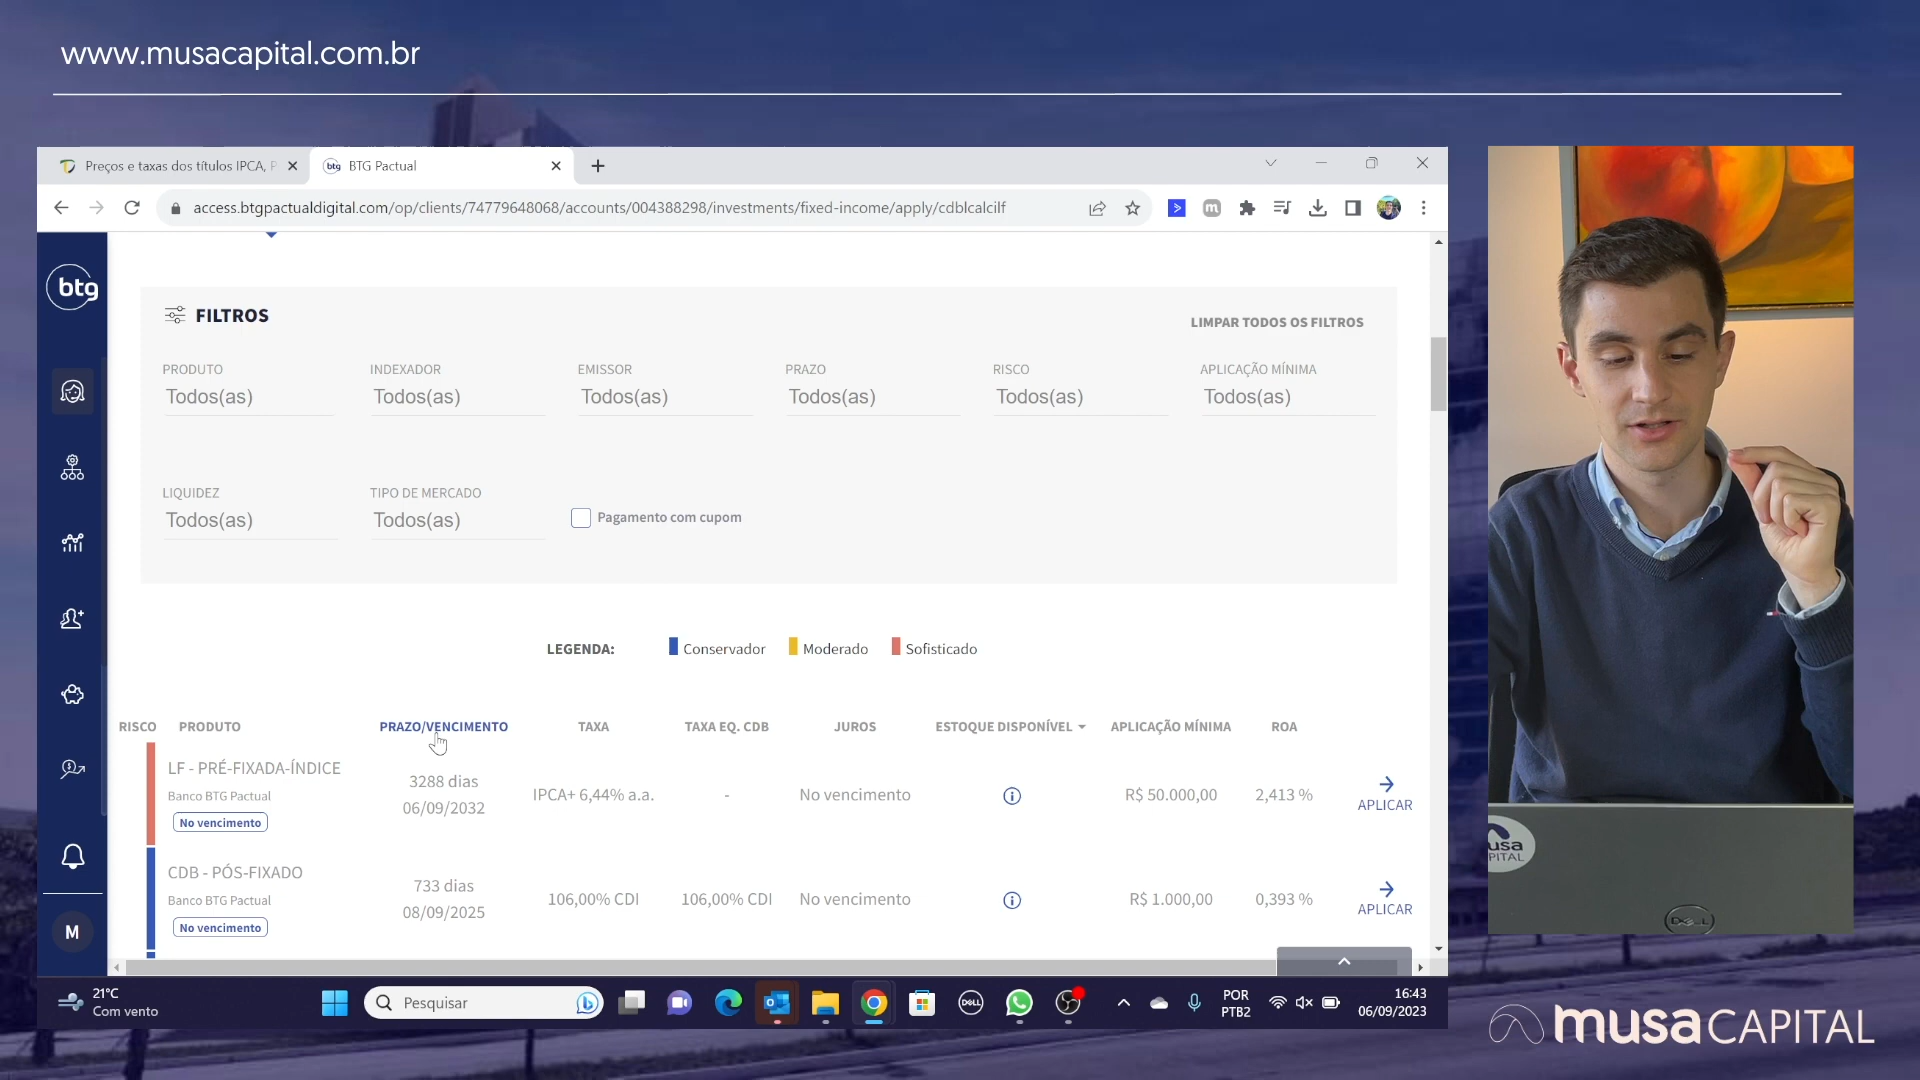 www.musacapital.com.br
Preços e taxas dos títulos IPCA, P
btg BTG Pactual
access.btgpactualdigital.com/op/clients/74779648068/accounts/004388298/investments/fixed-income/apply/cdblcalcilf
btg
FILTROS
LIMPAR TODOS OS FILTROS
PRODUTO INDEXADOR EMISSOR PRAZO RISCO APLICAÇÃO MÍNIMA
Todos(as) Todos(as) Todos(as) Todos(as) Todos(as) Todos(as)
LIQUIDEZ TIPO DE MERCADO
Todos(as) Todos(as) Pagamento com cupom
LEGENDA: Conservador Moderado Sofisticado
RISCO PRODUTO PRAZO/VENCIMENTO TAXA TAXA EQ. CDB JUROS ESTOQUE DISPONÍVEL APLICAÇÃO MÍNIMA ROA
LF - PRÉ-FIXADA-ÍNDICE
Banco BTG Pactual
No vencimento
3288 dias
06/09/2032
IPCA+ 6,44% a.a. - No vencimento R$ 50.000,00 2,413 %
APLICAR
CDB - PÓS-FIXADO
Banco BTG Pactual
No vencimento
733 dias
08/09/2025
106,00% CDI 106,00% CDI No vencimento R$ 1.000,00 0,393 %
APLICAR
M
21°C
Com vento
Pesquisar
DELL
POR
PTB2
16:43
06/09/2023
usa
PITAL
DELL
musa CAPITAL